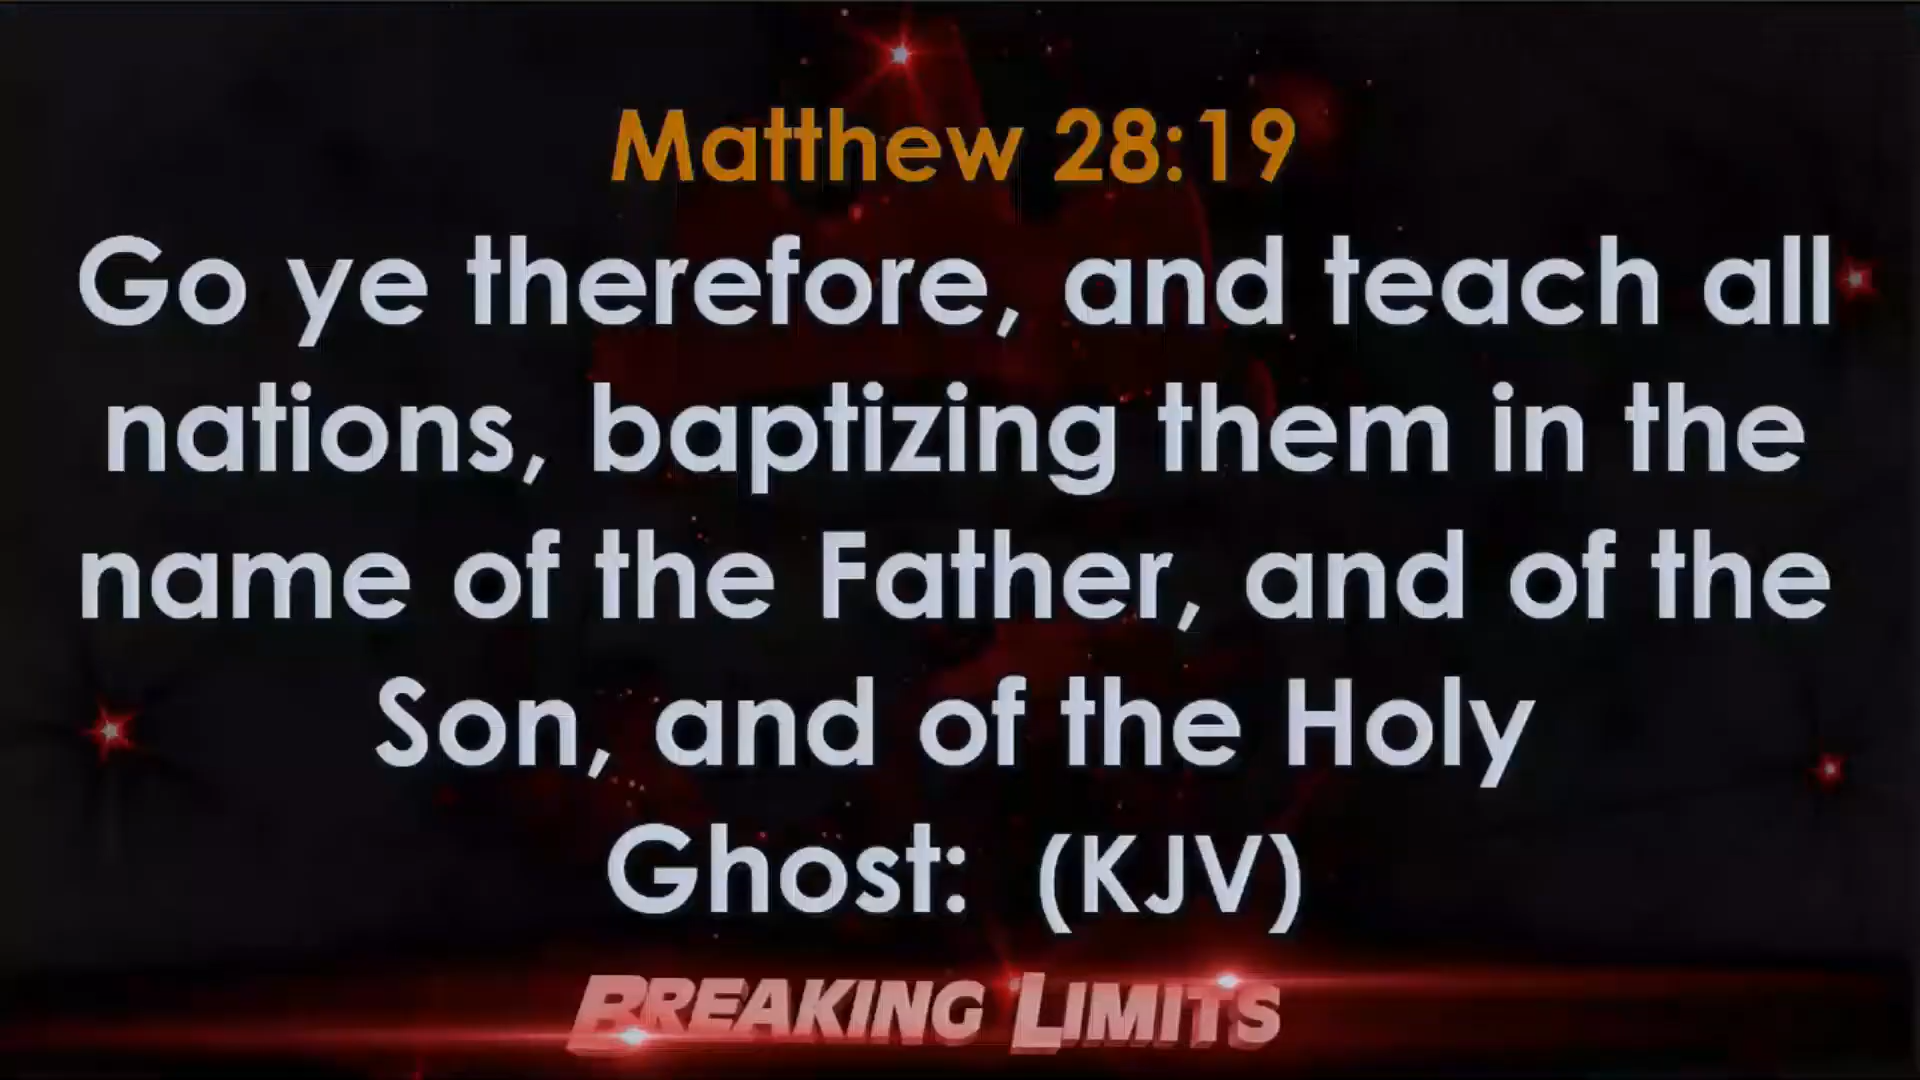 Matthew 28:19
Go ye therefore, and teach all
nations, baptizing them in the
name of the Father, and of the
Son, and of the Holy
Ghost: (KJV)
BREAKING LIMITS